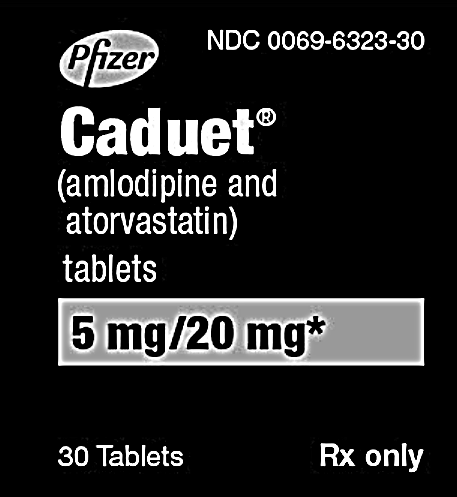 Pfizer
NDC 0069-6323-30
Caduet®
(amlodipine and
atorvastatin)
tablets
5 mg/20 mg*
30 Tablets
Rx only